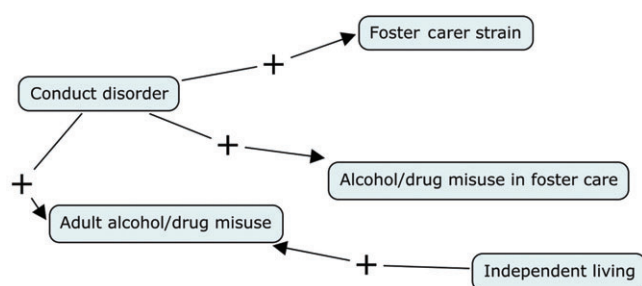 Foster carer strain
+
Conduct disorder
+
Alcohol/drug misuse in foster care
+
Adult alcohol/drug misuse
+
Independent living